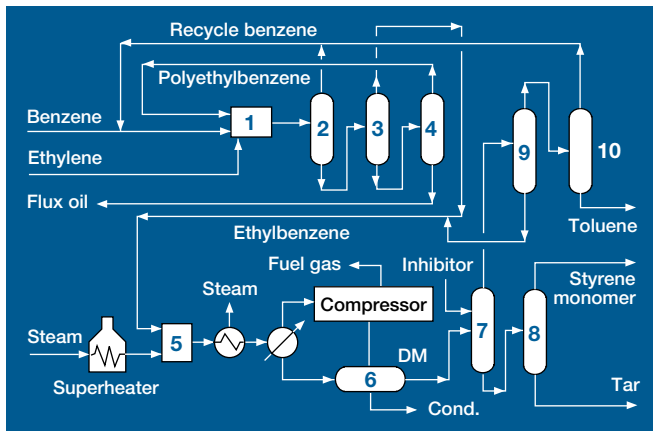 Recycle benzene
Polyethylbenzene
Benzene
Ethylene
1
2
3
4
9
10
Flux oil
Toluene
Ethylbenzene
Fuel gas
Inhibitor
Steam
Compressor
Styrene
monomer
Steam
5
7
8
DM
6
Superheater
Cond.
Tar